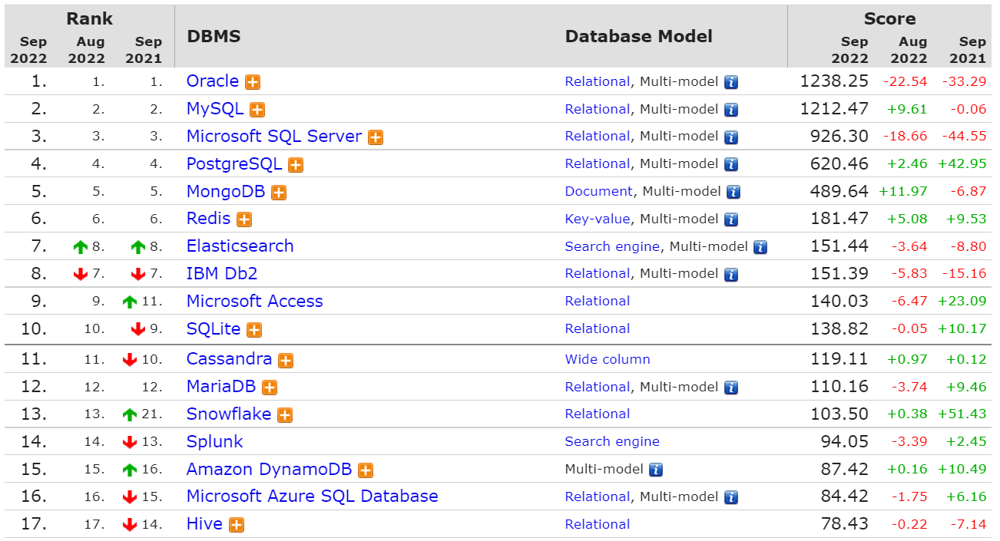 Rank DBMS Database Model Score
Sep 2022 Aug 2022 Sep 2021 Sep 2022 Aug 2022 Sep 2021
1. 1. 1. Oracle Relational, Multi-model 1238.25 -22.54 -33.29
2. 2. 2. MySQL Relational, Multi-model 1212.47 +9.61 -0.06
3. 3. 3. Microsoft SQL Server Relational, Multi-model 926.30 -18.66 -44.55
4. 4. 4. PostgreSQL Relational, Multi-model 620.46 +2.46 +42.95
5. 5. 5. MongoDB Document, Multi-model 489.64 +11.97 -6.87
6. 6. 6. Redis Key-value, Multi-model 181.47 +5.08 +9.53
7. 8. 8. Elasticsearch Search engine, Multi-model 151.44 -3.64 -8.80
8. 7. 7. IBM Db2 Relational, Multi-model 151.39 -5.83 -15.16
9. 9. 11. Microsoft Access Relational 140.03 -6.47 +23.09
10. 10. 9. SQLite Relational 138.82 -0.05 +10.17
11. 11. 10. Cassandra Wide column 119.11 +0.97 +0.12
12. 12. 12. MariaDB Relational, Multi-model 110.16 -3.74 +9.46
13. 13. 21. Snowflake Relational 103.50 +0.38 +51.43
14. 14. 13. Splunk Search engine 94.05 -3.39 +2.45
15. 15. 16. Amazon DynamoDB Multi-model 87.42 +0.16 +10.49
16. 16. 15. Microsoft Azure SQL Database Relational, Multi-model 84.42 -1.75 +6.16
17. 17. 14. Hive Relational 78.43 -0.22 -7.14